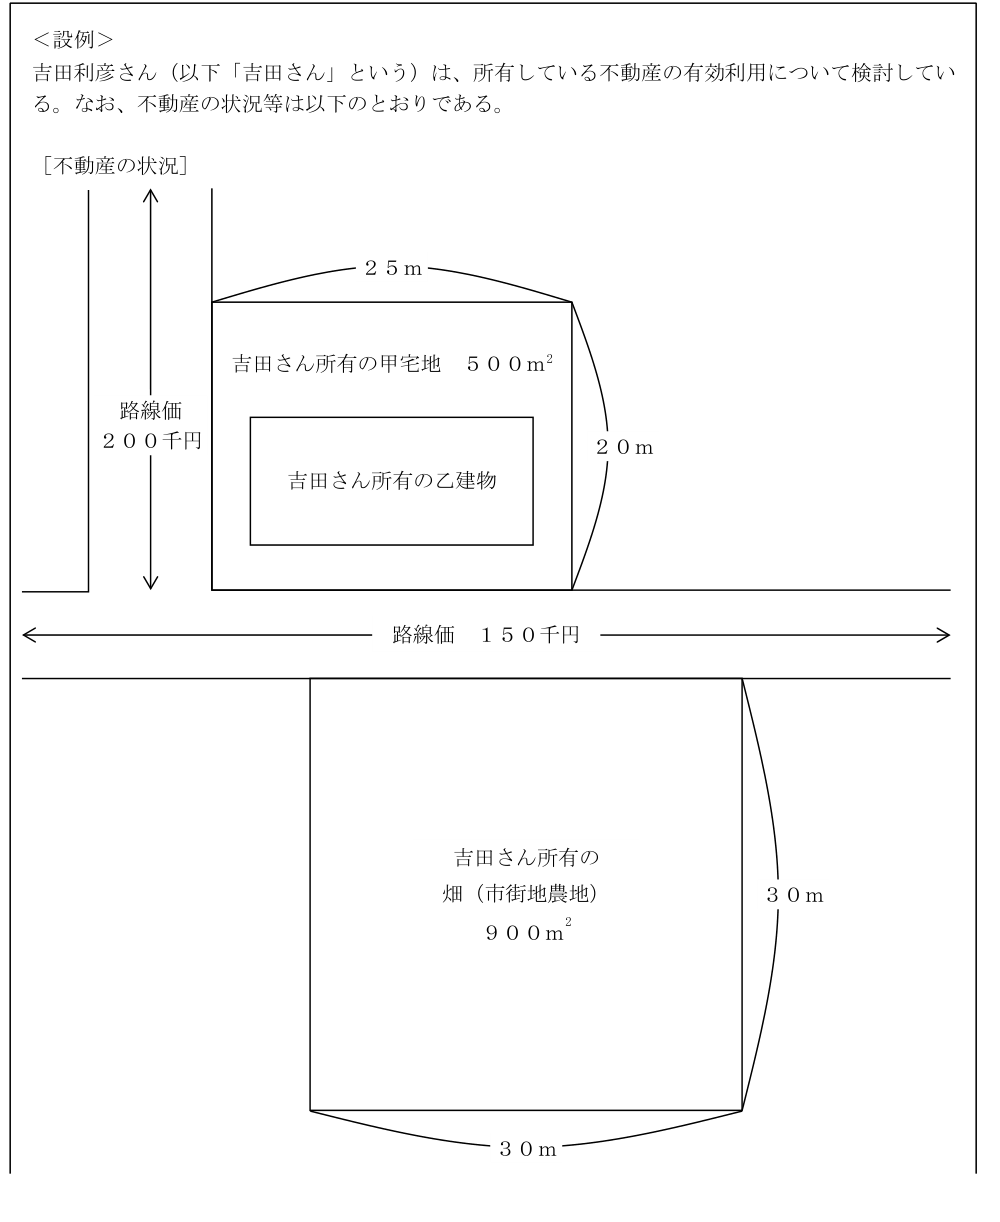 ＜設例＞
吉田利彦さん（以下「吉田さん」という）は、所有している不動産の有効利用について検討してい
る。なお、不動産の状況等は以下のとおりである。
［不動産の状況］
２５ｍ
吉田さん所有の甲宅地　５００ｍ²
路線価
２００千円
２０ｍ
吉田さん所有の乙建物
路線価　１５０千円
吉田さん所有の
畑（市街地農地）
９００ｍ²
３０ｍ
３０ｍ